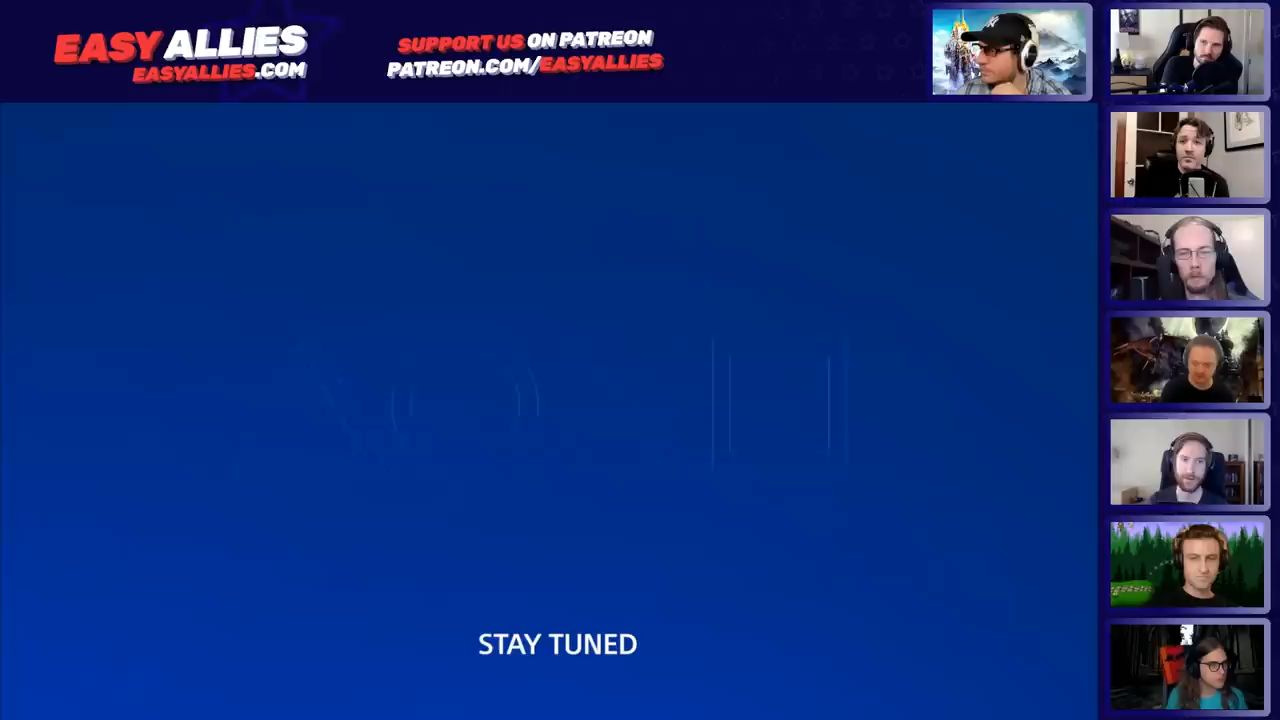 EASY ALLIES
EASYALLIES.COM
SUPPORT US ON PATREON
PATREON.COM/EASYALLIES
STAY TUNED